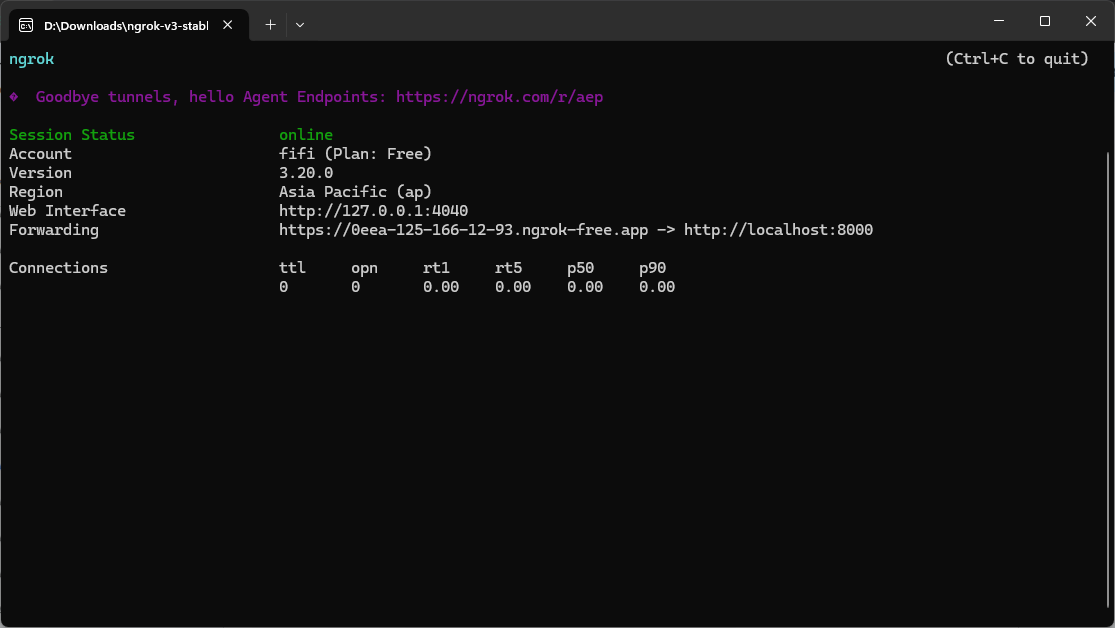 D:\Downloads\ngrok-v3-stabl
ngrok (Ctrl+C to quit)
� Goodbye tunnels, hello Agent Endpoints: https://ngrok.com/r/aep
Session Status online
Account fifi (Plan: Free)
Version 3.20.0
Region Asia Pacific (ap)
Web Interface http://127.0.0.1:4040
Forwarding https://0eea-125-166-12-93.ngrok-free.app -> http://localhost:8000
Connections ttl opn rt1 rt5 p50 p90
0 0 0.00 0.00 0.00 0.00